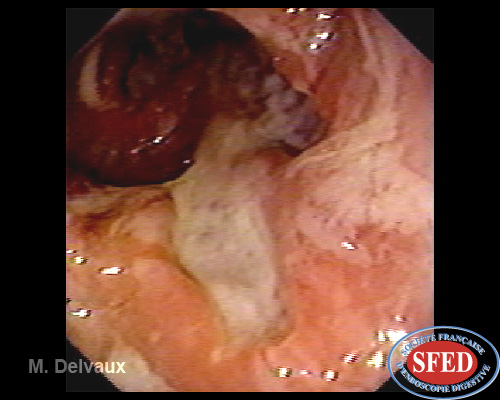 SOCIÉTÉ FRANÇAISE
SFED
D'ENDOSCOPIE DIGESTIVE
M. Delvaux